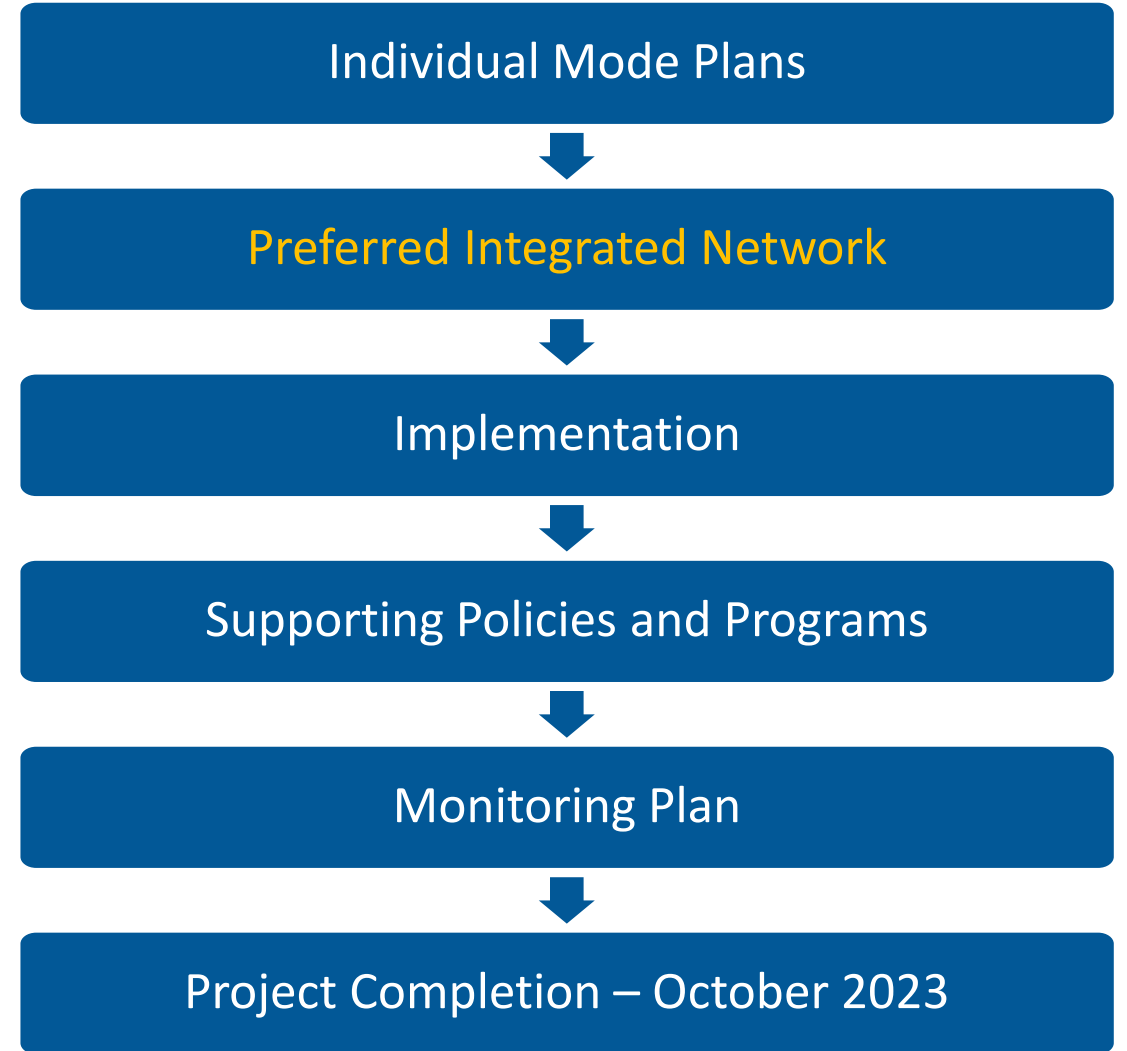 Individual Mode Plans
Preferred Integrated Network
Implementation
Supporting Policies and Programs
Monitoring Plan
Project Completion – October 2023